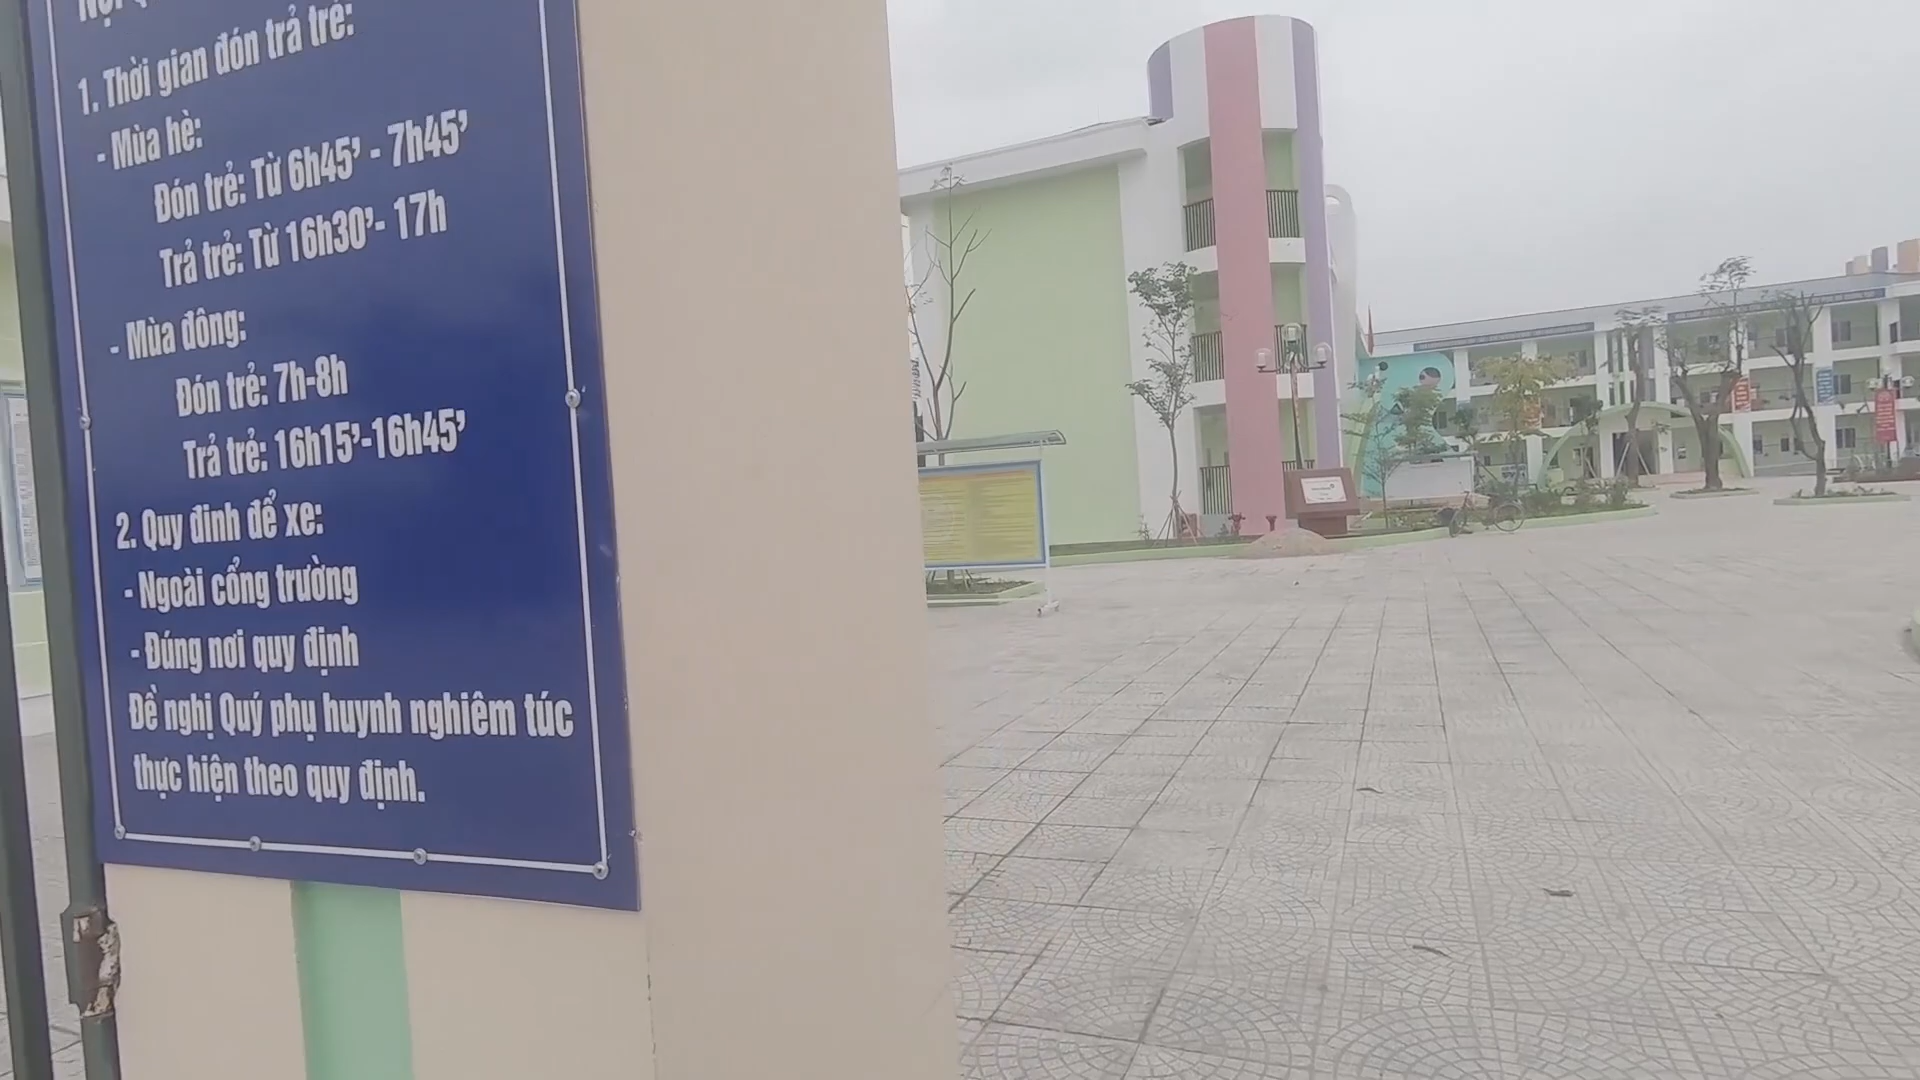 1. Thời gian đón trả trẻ:
- Mùa hè:
Đón trẻ: Từ 6h45' - 7h45'
Trả trẻ: Từ 16h30'- 17h
- Mùa đông:
Đón trẻ: 7h-8h
Trả trẻ: 16h15'-16h45'
2. Quy đinh để xe:
- Ngoài cổng trường
- Đúng nơi quy định
Đề nghị Quý phụ huynh nghiêm túc
thực hiện theo quy định.